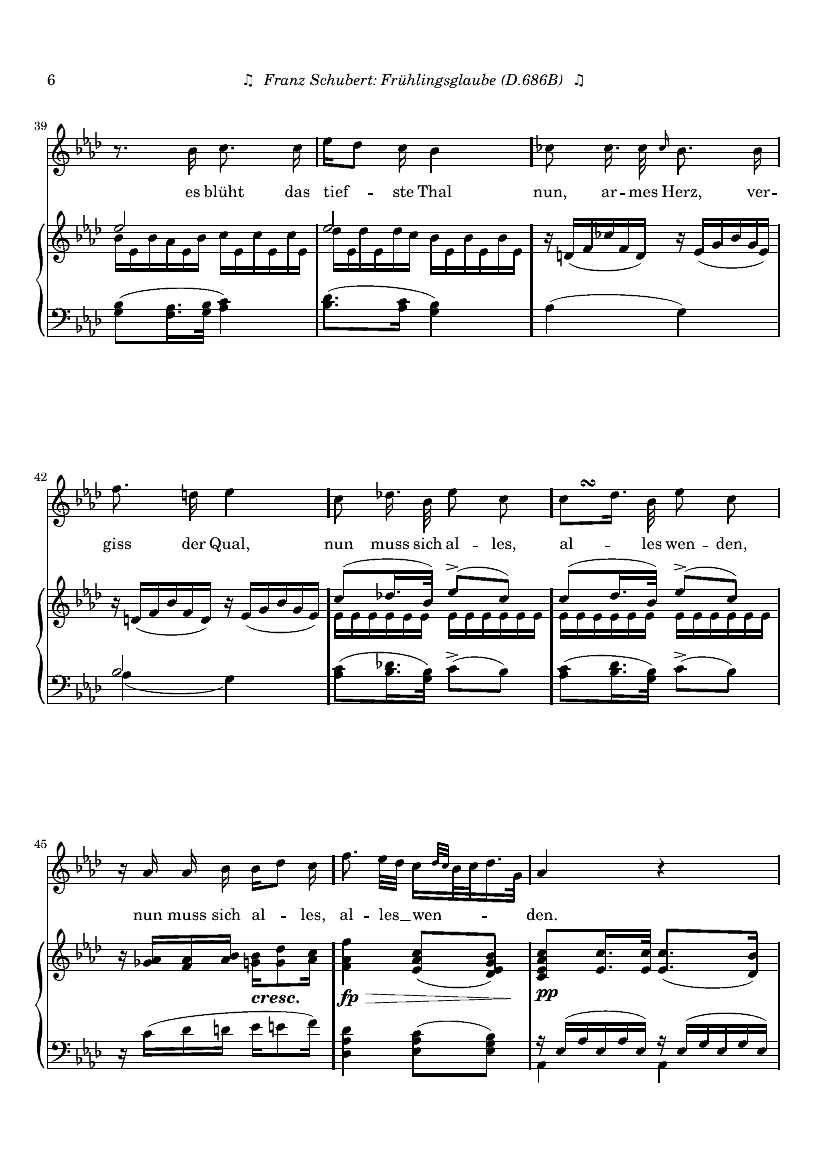 6 ♫ Franz Schubert: Frühlingsglaube (D.686B) ♫
39
es blüht das tief - ste Thal nun, ar - mes Herz, ver-
42
giss der Qual, nun muss sich al - les, al - les wen - den,
45
nun muss sich al - les, al - les wen - den.
cresc. fp pp